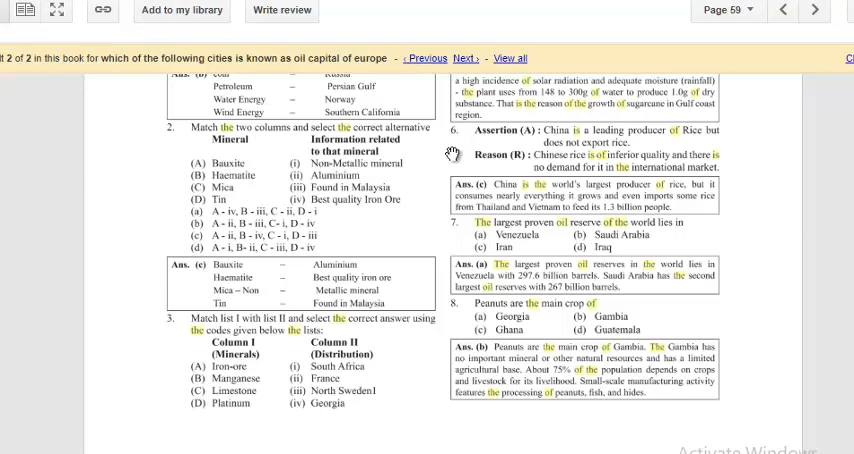 Add to my library
Write review
Page 59
lt 2 of 2 in this book for which of the following cities is known as oil capital of europe - ‹ Previous Next › - View all
Cl
Ans. (b) coal – Russia
Petroleum – Persian Gulf
Water Energy – Norway
Wind Energy – Southern California
2. Match the two columns and select the correct alternative
Mineral Information related
to that mineral
(A) Bauxite (i) Non-Metallic mineral
(B) Haematite (ii) Aluminium
(C) Mica (iii) Found in Malaysia
(D) Tin (iv) Best quality Iron Ore
(a) A - iv, B - iii, C - ii, D - i
(b) A - ii, B - iii, C- i, D - iv
(c) A - ii, B - iv, C- i, D - iii
(d) A - i, B- ii, C - iii, D - iv
Ans. (c) Bauxite – Aluminium
Haematite – Best quality iron ore
Mica – Non – Metallic mineral
Tin – Found in Malaysia
3. Match list I with list II and select the correct answer using
the codes given below the lists:
Column I Column II
(Minerals) (Distribution)
(A) Iron-ore (i) South Africa
(B) Manganese (ii) France
(C) Limestone (iii) North Sweden1
(D) Platinum (iv) Georgia
a high incidence of solar radiation and adequate moisture (rainfall)
- the plant uses from 148 to 300g of water to produce 1.0g of dry
substance. That is the reason of the growth of sugarcane in Gulf coast
region.
6. Assertion (A) : China is a leading producer of Rice but
does not export rice.
Reason (R) : Chinese rice is of inferior quality and there is
no demand for it in the international market.
Ans. (c) China is the world's largest producer of rice, but it
consumes nearly everything it grows and even imports some rice
from Thailand and Vietnam to feed its 1.3 billion people.
7. The largest proven oil reserve of the world lies in
(a) Venezuela (b) Saudi Arabia
(c) Iran (d) Iraq
Ans. (a) The largest proven oil reserves in the world lies in
Venezuela with 297.6 billion barrels. Saudi Arabia has the second
largest oil reserves with 267 billion barrels.
8. Peanuts are the main crop of
(a) Georgia (b) Gambia
(c) Ghana (d) Guatemala
Ans. (b) Peanuts are the main crop of Gambia. The Gambia has
no important mineral or other natural resources and has a limited
agricultural base. About 75% of the population depends on crops
and livestock for its livelihood. Small-scale manufacturing activity
features the processing of peanuts, fish, and hides.
Activate Windows